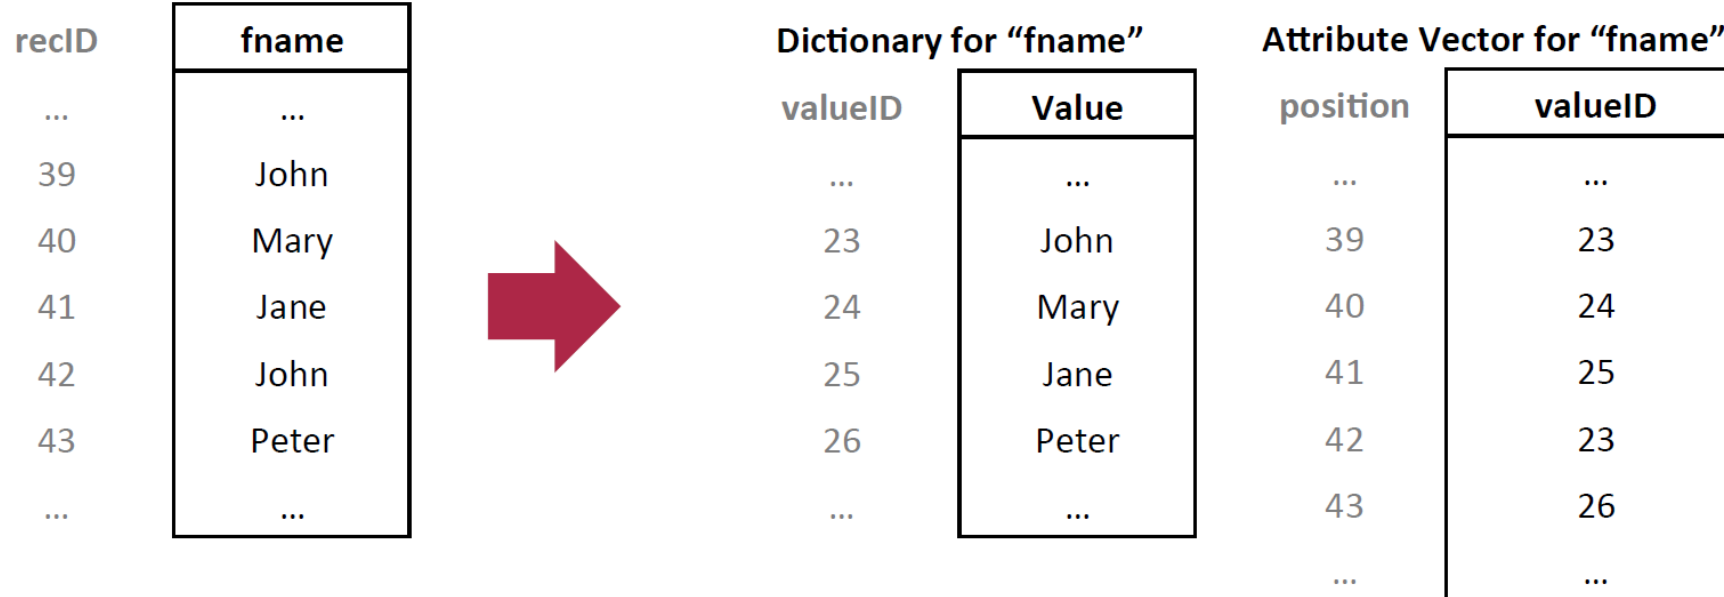 recID fname
... ...
39 John
40 Mary
41 Jane
42 John
43 Peter
... ...
Dictionary for “fname”
valueID Value
... ...
23 John
24 Mary
25 Jane
26 Peter
... ...
Attribute Vector for “fname”
position valueID
... ...
39 23
40 24
41 25
42 23
43 26
... ...